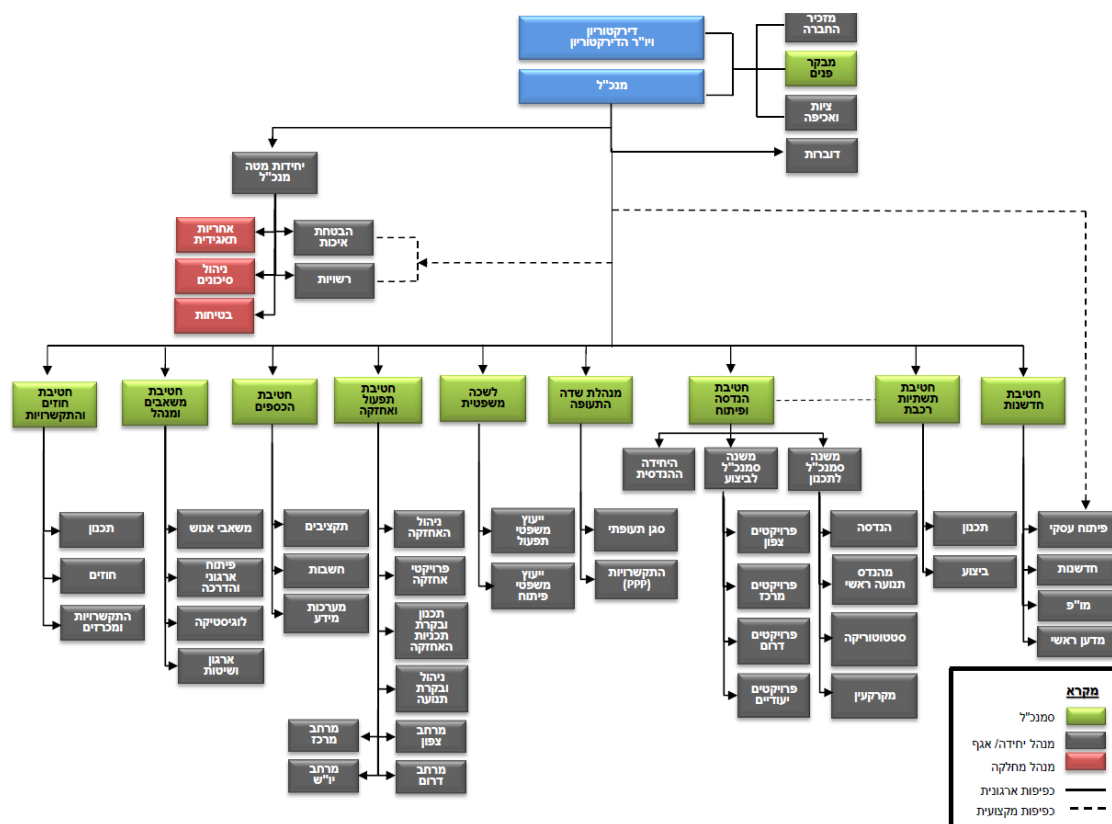 מזכיר
החברה
דירקטוריון
ויו"ר הדירקטוריון
מבקר
פנים
מנכ"ל
ציות
ואכיפה
דוברות
יחידות מטה
מנכ"ל
הבטחת
איכות
אחריות
תאגידית
רשויות
ניהול
סיכונים
בטיחות
חטיבת
חדשנות
חטיבת
תשתיות
רכבת
חטיבת
הנדסה
ופיתוח
מנהלת שדה
התעופה
לשכה
משפטית
חטיבת
תפעול
ואחזקה
חטיבת
הכספים
חטיבת
משאבים
ומנהל
חטיבת
חוזים
והתקשרויות
משנה
סמנכ"ל
לתכנון
משנה
סמנכ"ל
לביצוע
היחידה
ההנדסית
פיתוח עסקי
חדשנות
מו"פ
מדען ראשי
תכנון
ביצוע
הנדסה
מהנדס
תנועה ראשי
סטטוטוריקה
מקרקעין
פרויקטים
צפון
פרויקטים
מרכז
פרויקטים
דרום
פרויקטים
יעודיים
סגן תעופתי
התקשרויות
(PPP)
ייעוץ
משפטי
תפעול
ייעוץ
משפטי
פיתוח
ניהול
האחזקה
פרויקטי
אחזקה
תכנון
ובקרת
תכניות
האחזקה
ניהול
ובקרת
תנועה
מרחב
צפון
מרחב
מרכז
מרחב
דרום
מרחב
יו"ש
תקציבים
חשבות
מערכות
מידע
משאבי אנוש
פיתוח
ארגוני
והדרכה
לוגיסטיקה
ארגון
ושיטות
תכנון
חוזים
התקשרויות
ומכרזים
מקרא
סמנכ"ל
מנהל יחידה/ אגף
מנהל מחלקה
כפיפות ארגונית
כפיפות מקצועית